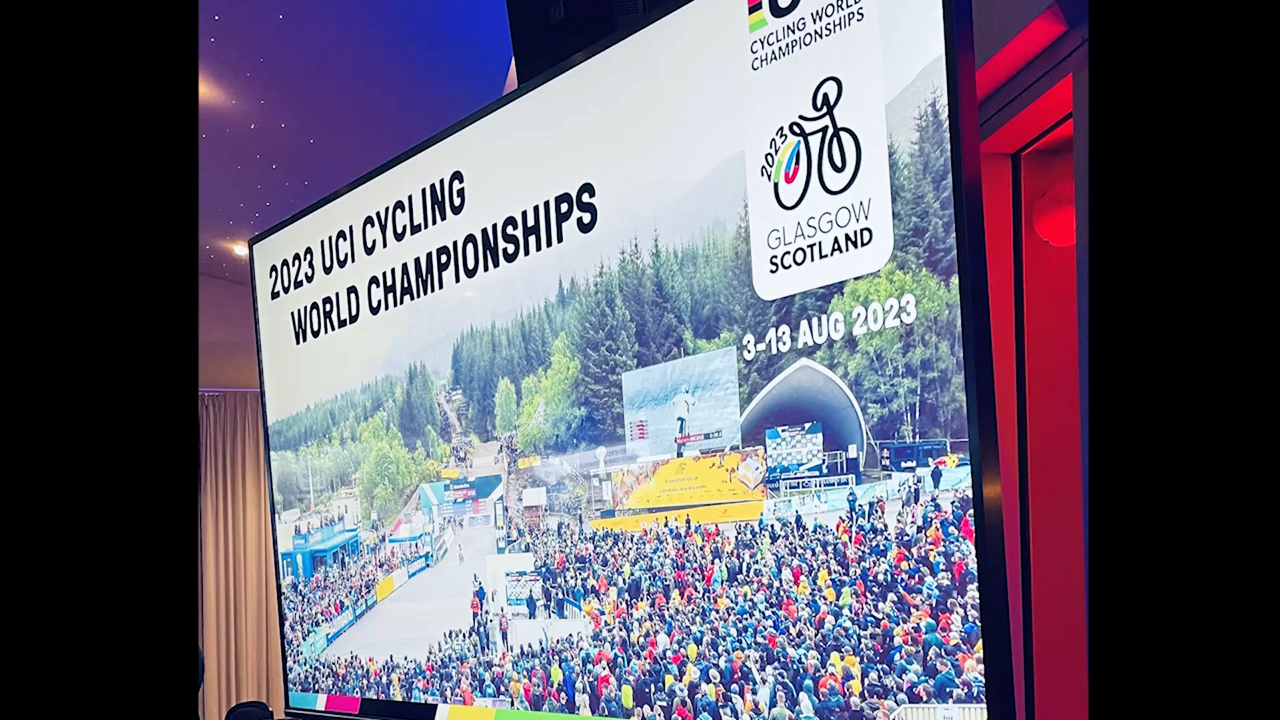 2023 UCI CYCLING
WORLD CHAMPIONSHIPS
CYCLING WORLD
CHAMPIONSHIPS
2023
GLASGOW
SCOTLAND
3-13 AUG 2023